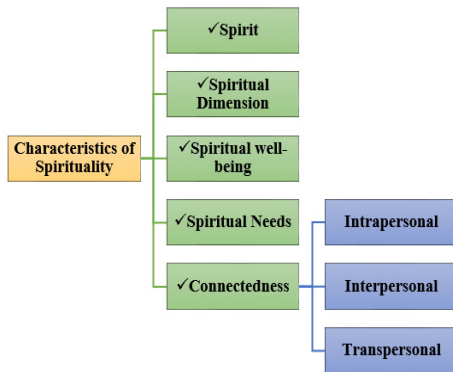 ✓Spirit
✓Spiritual
Dimension
Characteristics of
Spirituality
✓Spiritual well-
being
✓Spiritual Needs
Intrapersonal
✓Connectedness
Interpersonal
Transpersonal